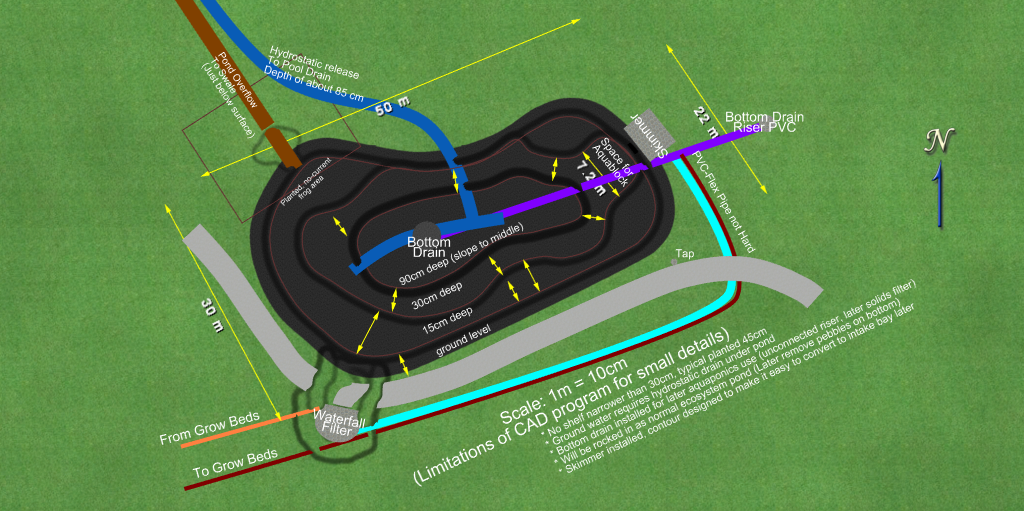 Hydrostatic release
To Pool Drain
Depth of about 85 cm
Pond Overflow
To Swale
(Just below surface)
50 m
22 m
Bottom Drain
Riser PVC
Skimmer
N
Space for
Aquablock
7.2 m
Planted, no-current
frog area
PVC-Flex Pipe not Hard
Bottom
Drain
90cm deep (slope to middle)
30cm deep
15cm deep
ground level
Tap
30 m
From Grow Beds
To Grow Beds
Waterfall
Filter
Scale: 1m = 10cm
(Limitations of CAD program for small details)
* No shelf narrower than 30cm, typical planted 45cm
* Ground water requires hydrostatic drain under pond
* Bottom drain installed for later aquaponics use (unconnected riser, later solids filter)
* Will be rocked in as normal ecosystem pond (Later remove pebbles on bottom)
* Skimmer installed. contour designed to make it easy to convert to intake bay later